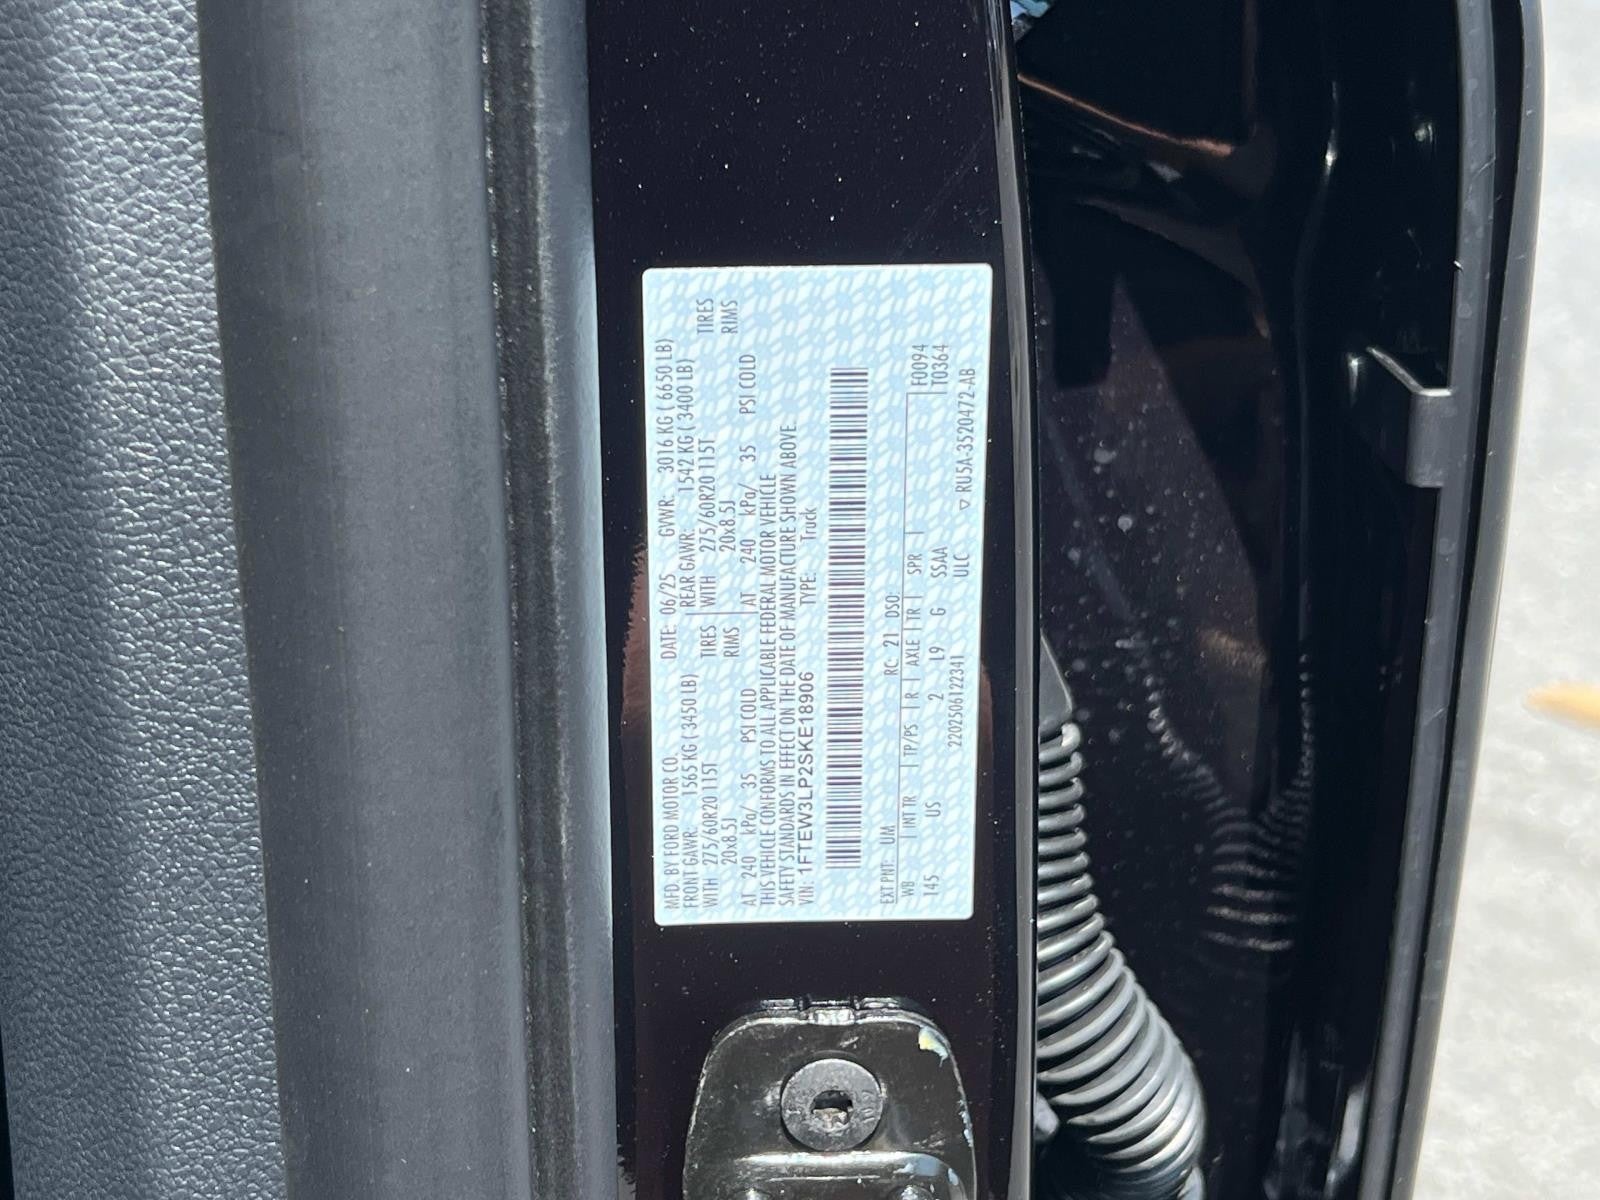 MFD. BY FORD MOTOR CO. DATE: 06/25 GVWR: 3016 KG ( 6650 LB)
FRONT GAWR: 1565 KG ( 3450 LB) REAR GAWR: 1542 KG ( 3400 LB)
WITH 275/60R20 115T TIRES WITH 275/60R20 115T TIRES
20x8.5J RIMS 20x8.5J RIMS
AT 240 kPa/ 35 PSI COLD AT 240 kPa/ 35 PSI COLD
THIS VEHICLE CONFORMS TO ALL APPLICABLE FEDERAL MOTOR VEHICLE
SAFETY STANDARDS IN EFFECT ON THE DATE OF MANUFACTURE SHOWN ABOVE.
VIN: 1FTEW3LP2SKE18906 TYPE: Truck
EXT PNT: UM RC: 21 DSO: F0094
WB INT TR TP/PS R AXLE TR SPR TT0364
145 US 2 L9 G SSAA
22025061 22341 ULC ▽ RU5A-3520472-AB